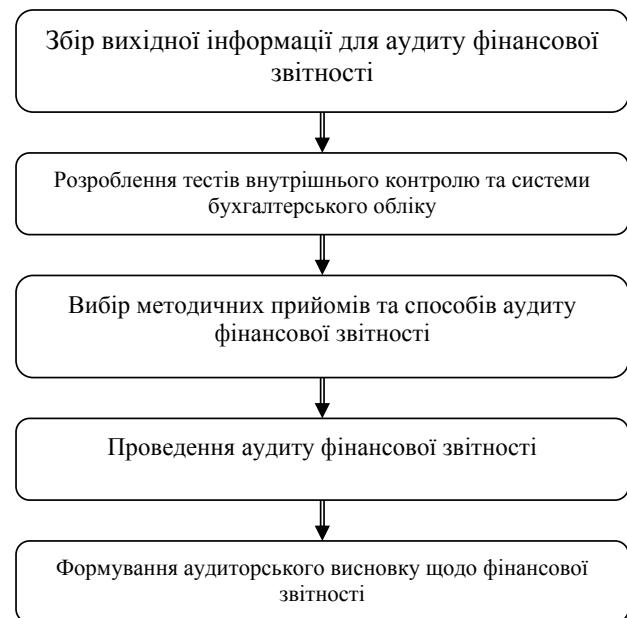 Збір вихідної інформації для аудиту фінансової
звітності
Розроблення тестів внутрішнього контролю та системи
бухгалтерського обліку
Вибір методичних прийомів та способів аудиту
фінансової звітності
Проведення аудиту фінансової звітності
Формування аудиторського висновку щодо фінансової
звітності